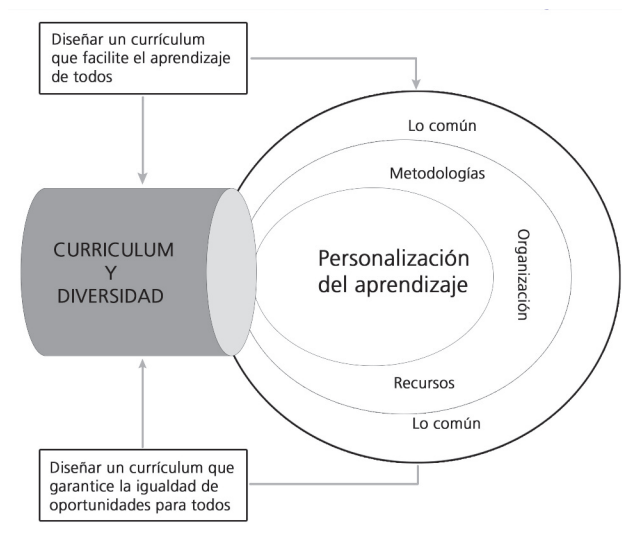 Diseñar un currículum
que facilite el aprendizaje
de todos
Lo común
Metodologías
CURRICULUM
Y
DIVERSIDAD
Personalización
del aprendizaje
Organización
Recursos
Lo común
Diseñar un currículum que
garantice la igualdad de
oportunidades para todos